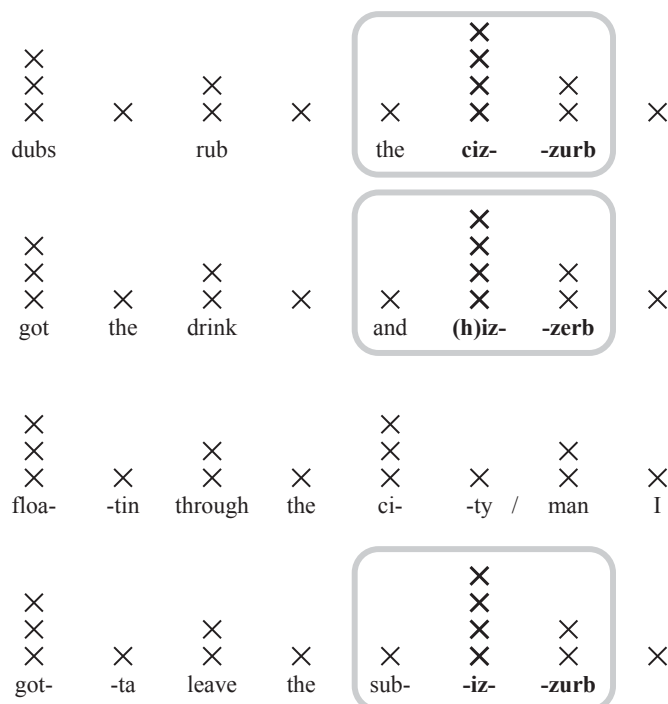 dubs rub the ciz- -zurb
got the drink and (h)iz- -zerb
floa- -tin through the ci- -ty / man I
got- -ta leave the sub- -iz- -zurb